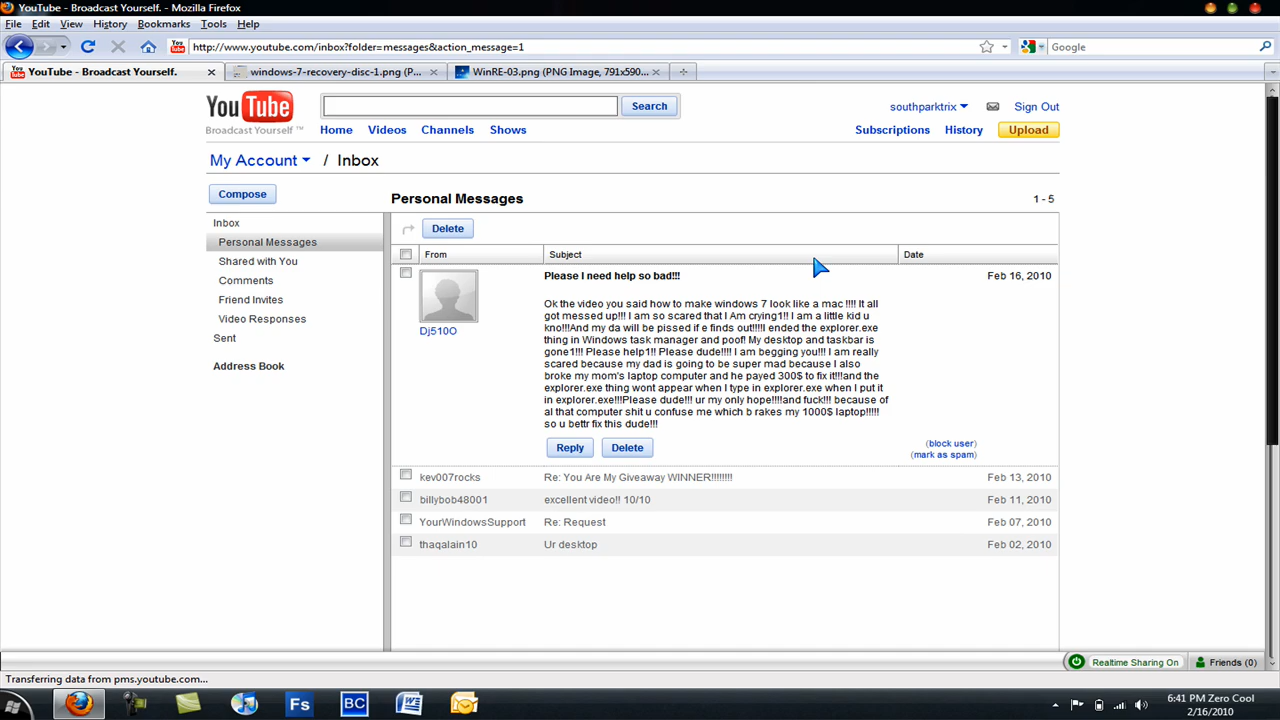 YouTube - Broadcast Yourself. - Mozilla Firefox
File Edit View History Bookmarks Tools Help
http://www.youtube.com/inbox?folder=messages&action_message=1
Google
YouTube - Broadcast Yourself.
windows-7-recovery-disc-1.png (P...
WinRE-03.png (PNG Image, 791x590...
YouTube
Broadcast Yourself ™
Search
southparktrix
Sign Out
Home Videos Channels Shows
Subscriptions History Upload
My Account / Inbox
Compose
Personal Messages
1 - 5
Inbox
Personal Messages
Shared with You
Comments
Friend Invites
Video Responses
Sent
Address Book
Delete
From Subject Date
Please I need help so bad!!!
Feb 16, 2010
Dj510O
Ok the video you said how to make windows 7 look like a mac !!!! It all
got messed up!!! I am so scared that I Am crying1!! I am a little kid u
kno!!!And my da will be pissed if e finds out!!!!I ended the explorer.exe
thing in Windows task manager and poof! My desktop and taskbar is
gone1!!! Please help1!! Please dude!!!! I am begging you!!! I am really
scared because my dad is going to be super mad because I also
broke my mom's laptop computer and he payed 300$ to fix it!!!and the
explorer.exe thing wont appear when I type in explorer.exe when I put it
in explorer.exe!!!Please dude!!! ur my only hope!!!!and fuck!!! because of
al that computer shit u confuse me which b rakes my 1000$ laptop!!!!!
so u bettr fix this dude!!!
Reply Delete
(block user)
(mark as spam)
kev007rocks Re: You Are My Giveaway WINNER!!!!!!!! Feb 13, 2010
billybob48001 excellent video!! 10/10 Feb 11, 2010
YourWindowsSupport Re: Request Feb 07, 2010
thaqalain10 Ur desktop Feb 02, 2010
Realtime Sharing On
Friends (0)
Transferring data from pms.youtube.com...
Fs
BC
6:41 PM Zero Cool
2/16/2010